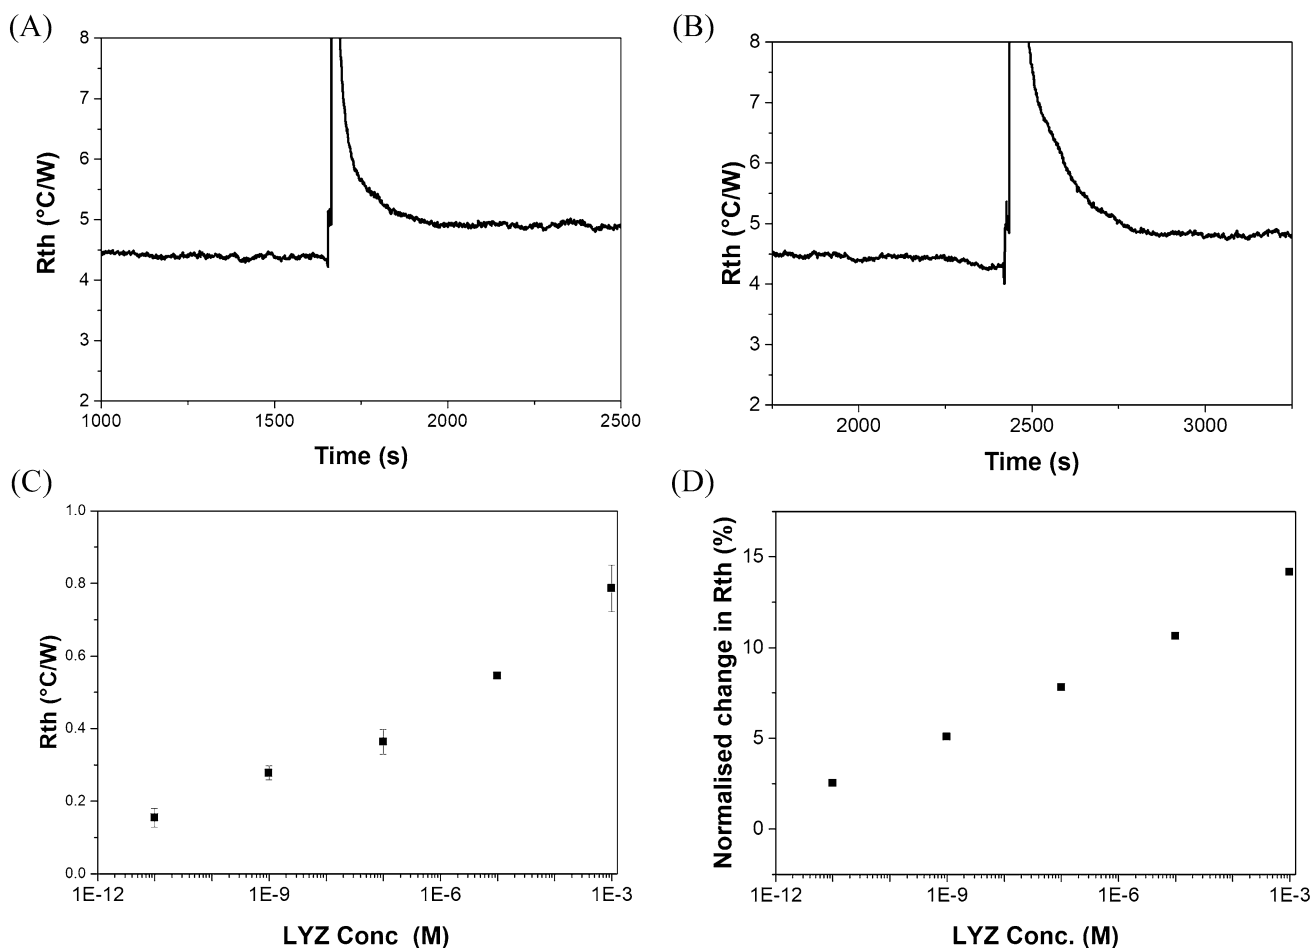 (A)
8
7
6
5
4
3
2
Rth (°C/W)
1000 1500 2000 2500
Time (s)
(B)
8
7
6
5
4
3
2
Rth (°C/W)
2000 2500 3000
Time (s)
(C)
1.0
0.8
0.6
0.4
0.2
0.0
Rth (°C/W)
1E-12 1E-9 1E-6 1E-3
LYZ Conc (M)
(D)
15
10
5
0
Normalised change in Rth (%)
1E-12 1E-9 1E-6 1E-3
LYZ Conc. (M)